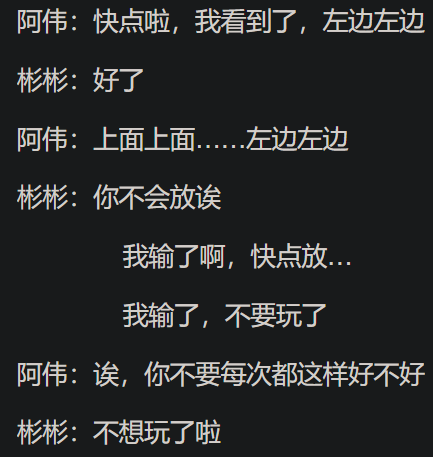 阿伟：快点啦，我看到了，左边左边
彬彬：好了
阿伟：上面上面……左边左边
彬彬：你不会放诶
我输了啊，快点放…
我输了，不要玩了
阿伟：诶，你不要每次都这样好不好
彬彬：不想玩了啦